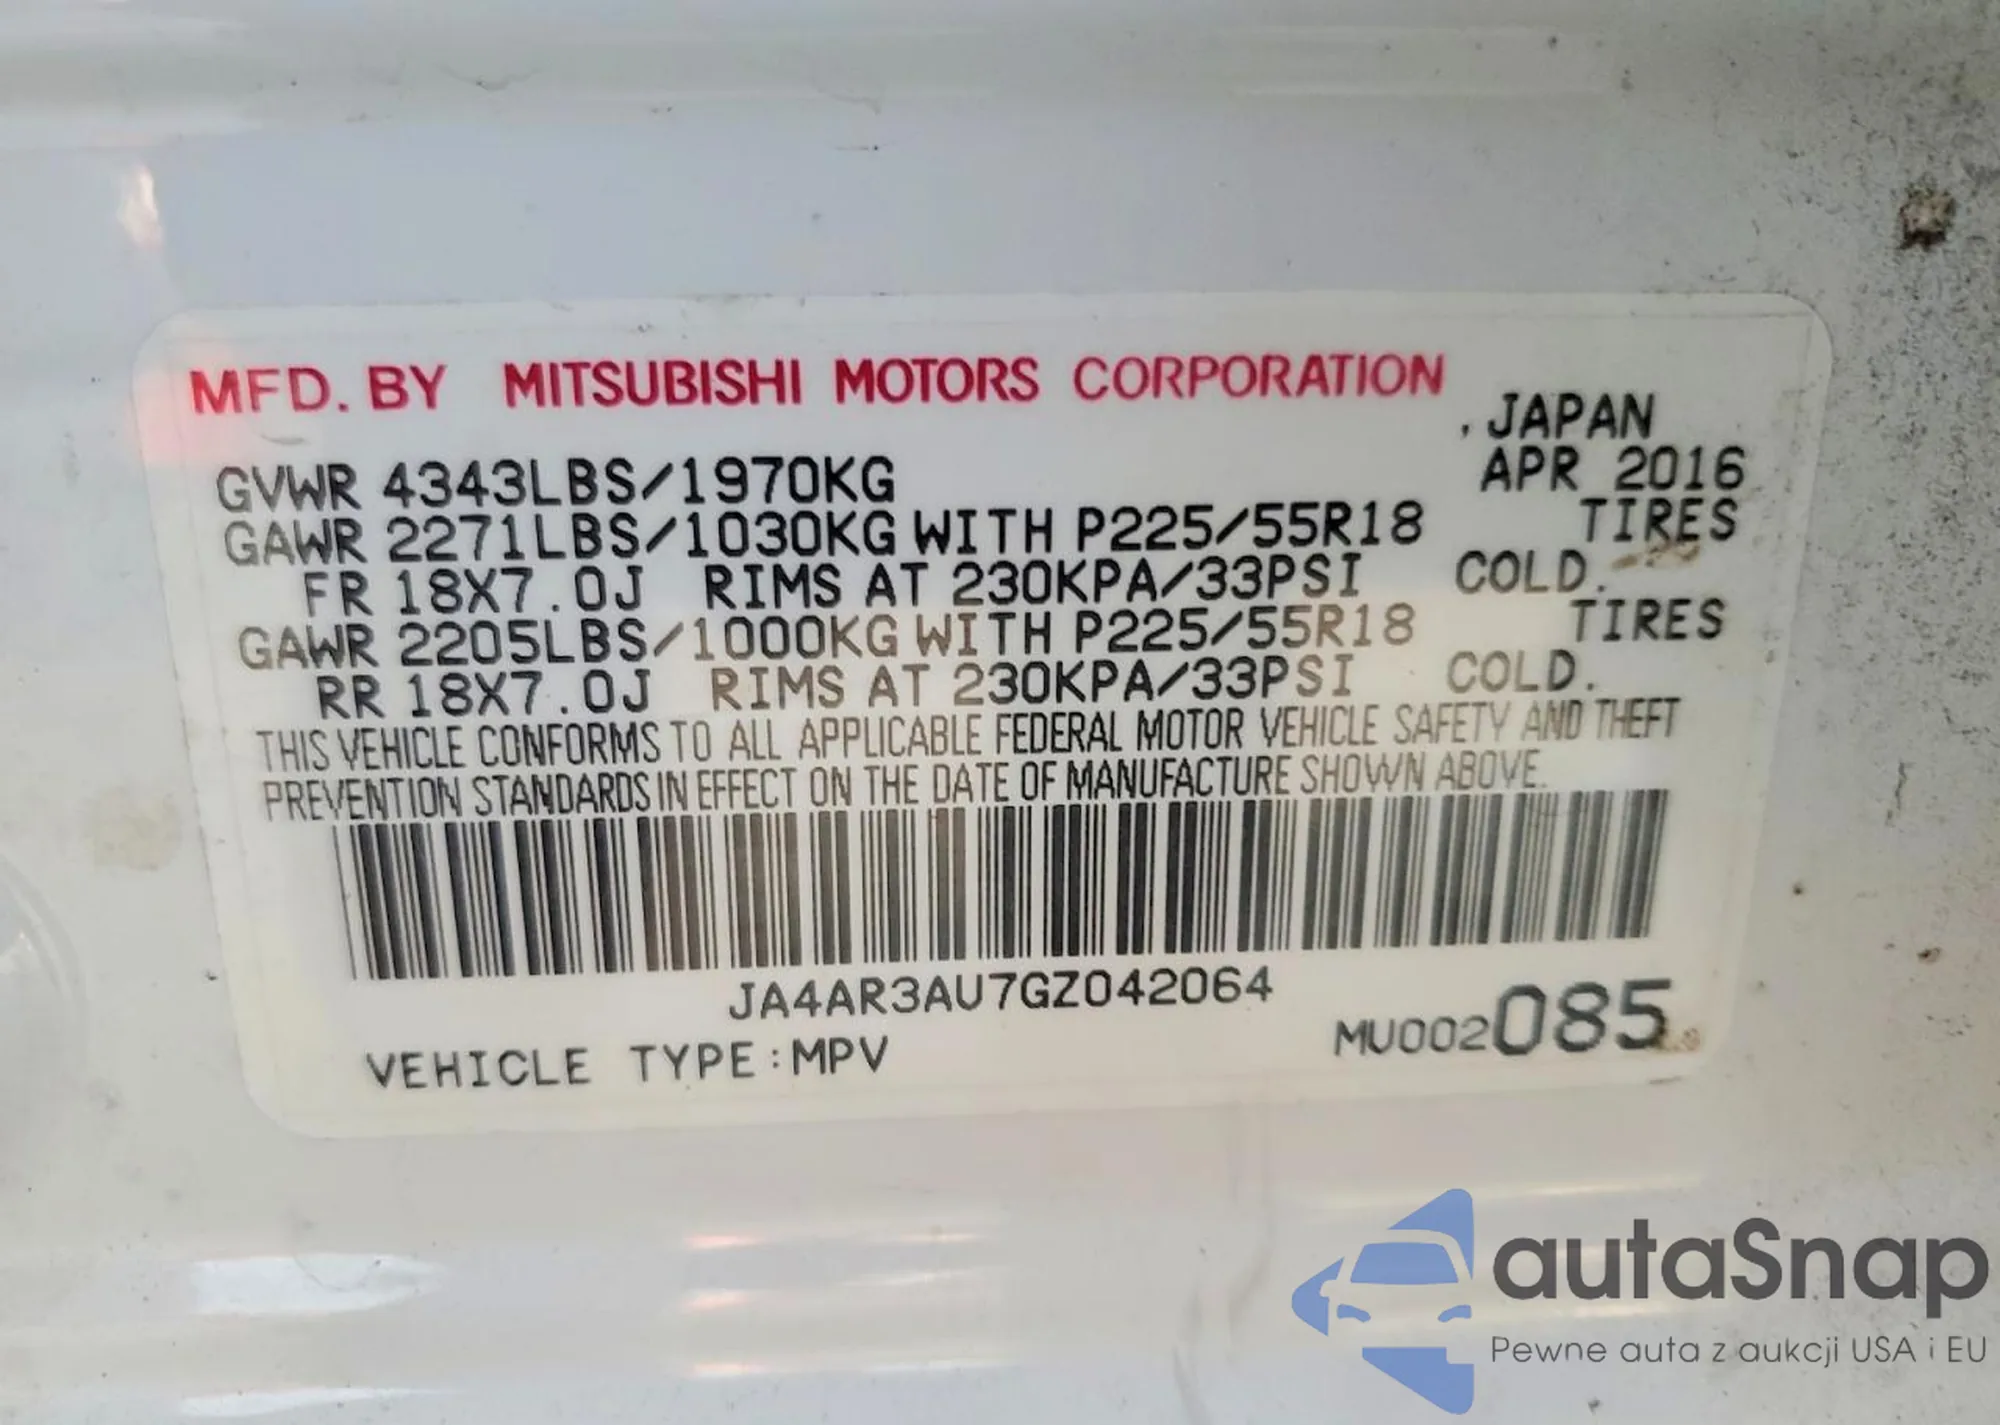 MFD. BY MITSUBISHI MOTORS CORPORATION
, JAPAN
GVWR 4343LBS/1970KG APR 2016
GAWR 2271LBS/1030KG WITH P225/55R18 TIRES
FR 18X7.0J RIMS AT 230KPA/33PSI COLD.
GAWR 2205LBS/1000KG WITH P225/55R18 TIRES
RR 18X7.0J RIMS AT 230KPA/33PSI COLD.
THIS VEHICLE CONFORMS TO ALL APPLICABLE FEDERAL MOTOR VEHICLE SAFETY AND THEFT
PREVENTION STANDARDS IN EFFECT ON THE DATE OF MANUFACTURE SHOWN ABOVE.
JA4AR3AU7GZ042064
VEHICLE TYPE:MPV MU002085
autaSnap
Pewne auta z aukcji USA i EU